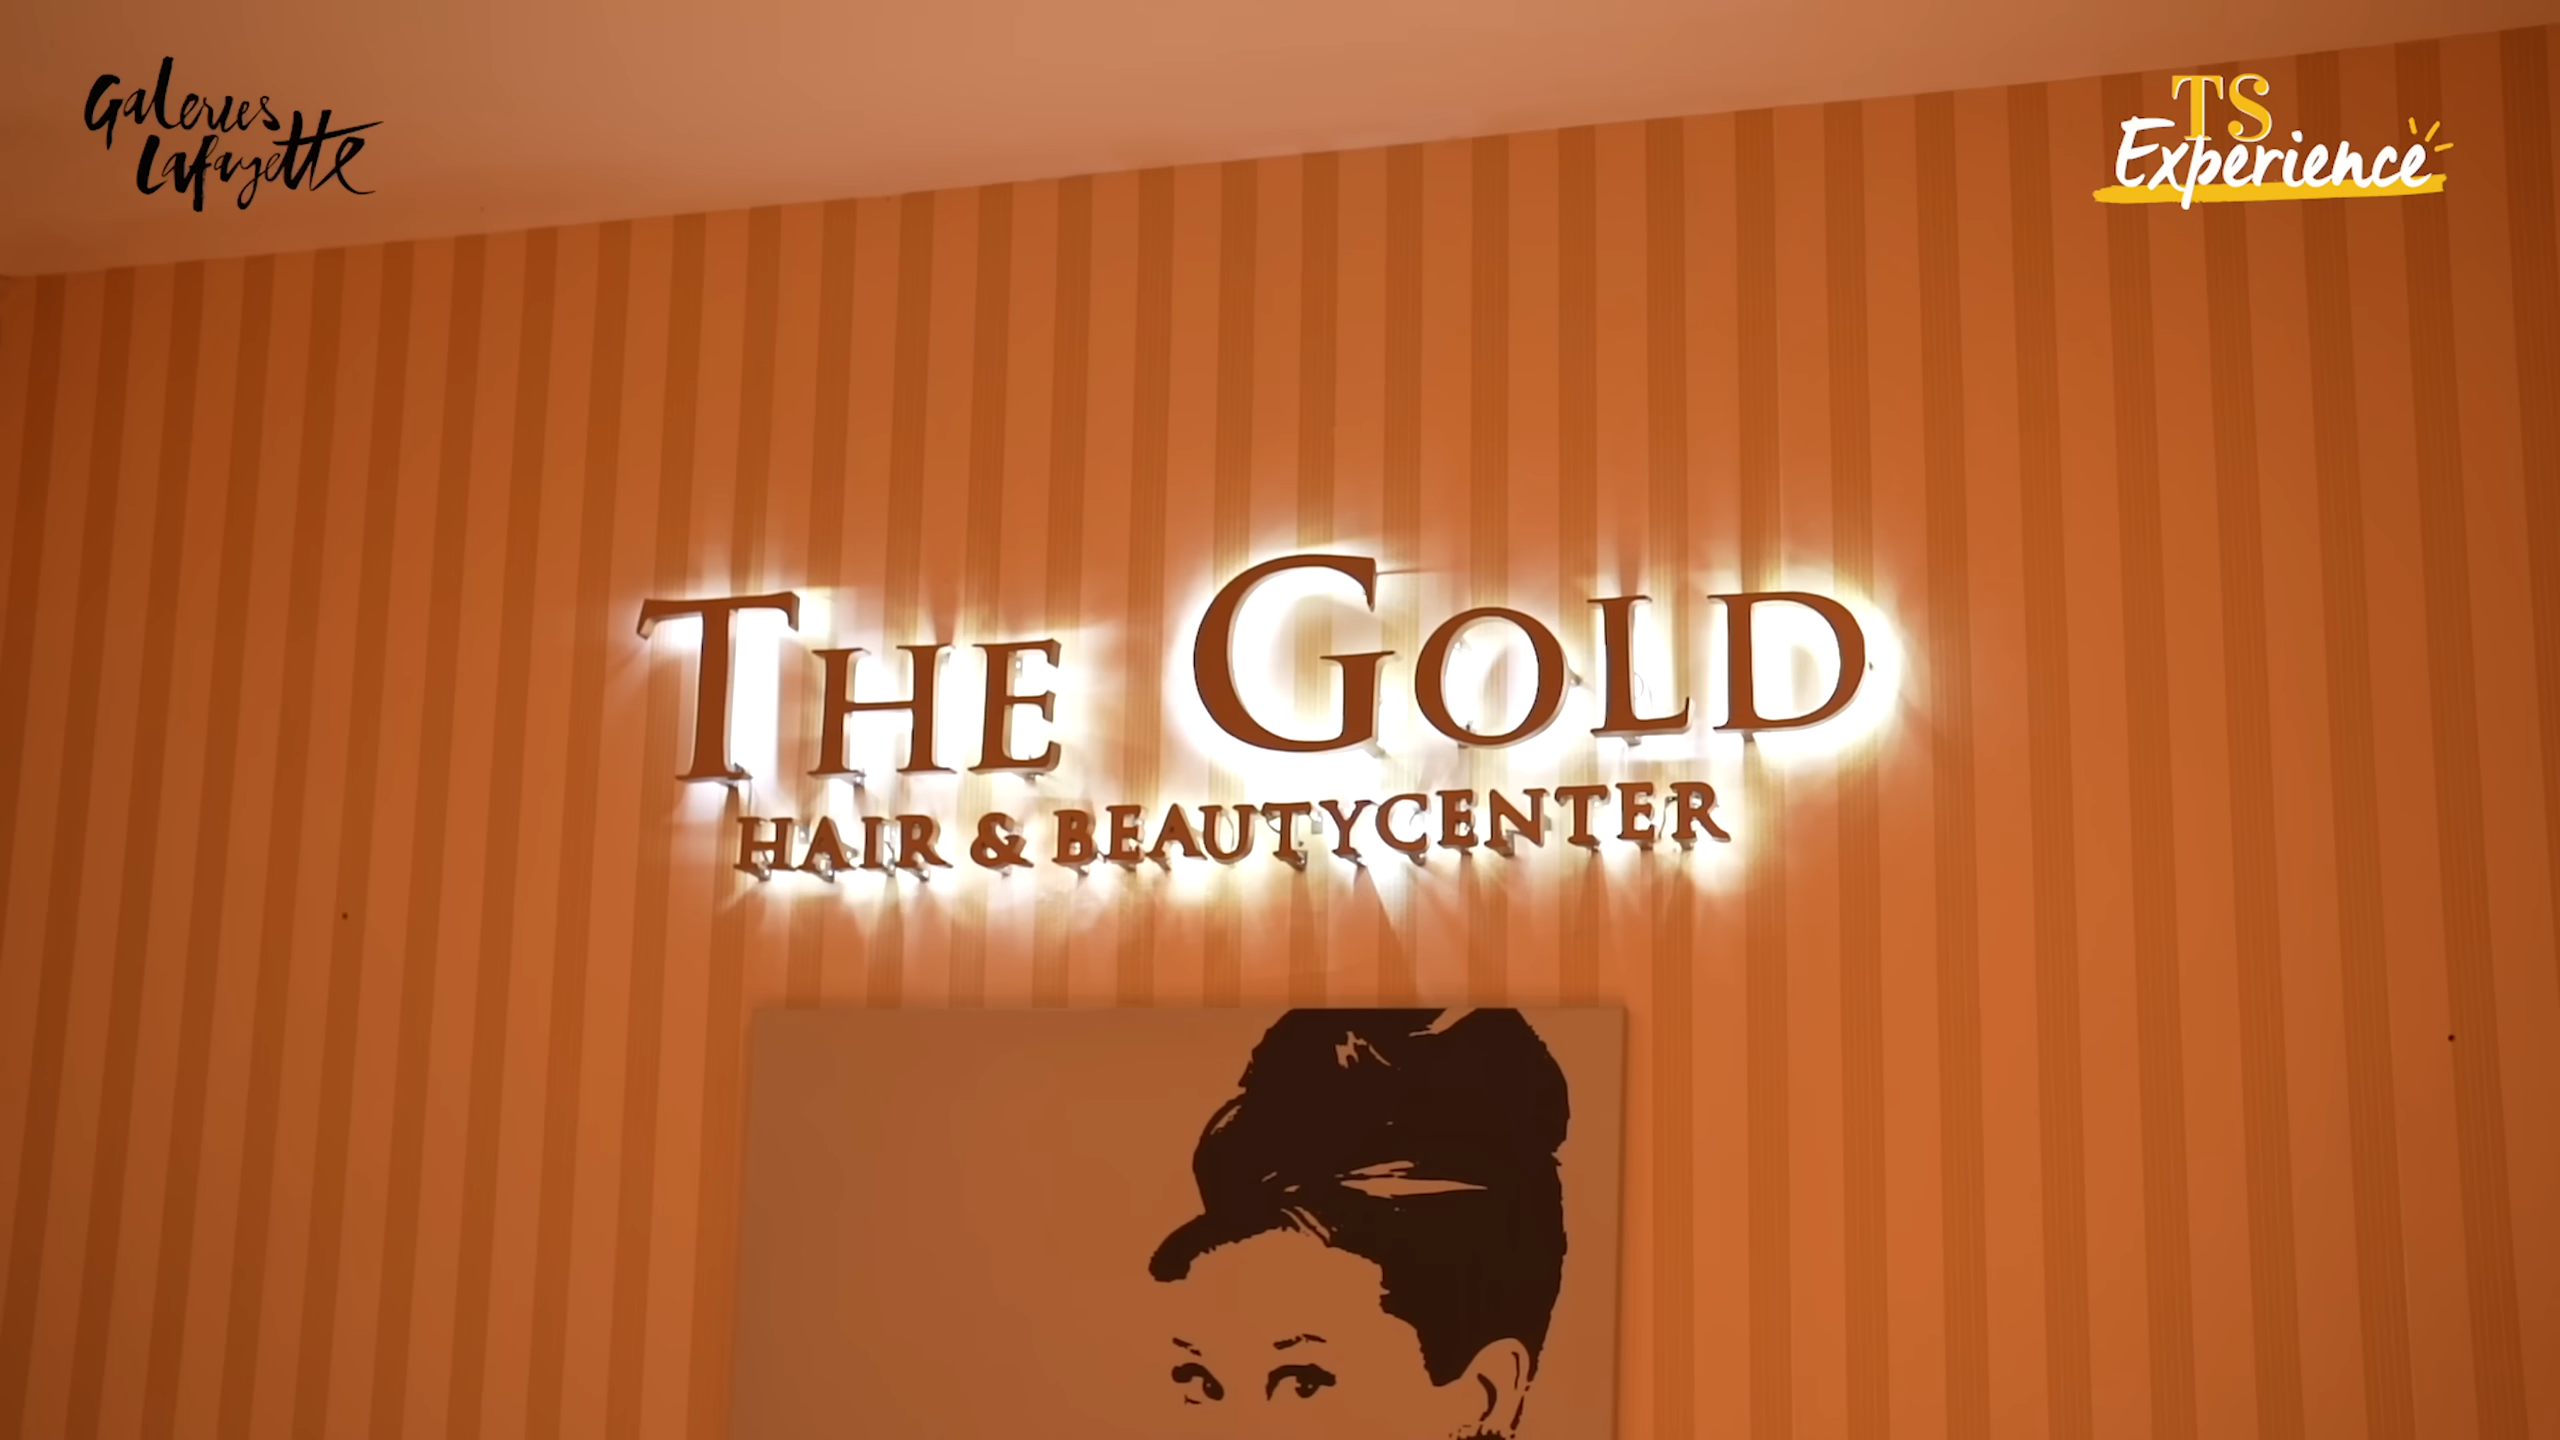 Galeries
Lafayette
TS
Experience
THE GOLD
HAIR & BEAUTYCENTER